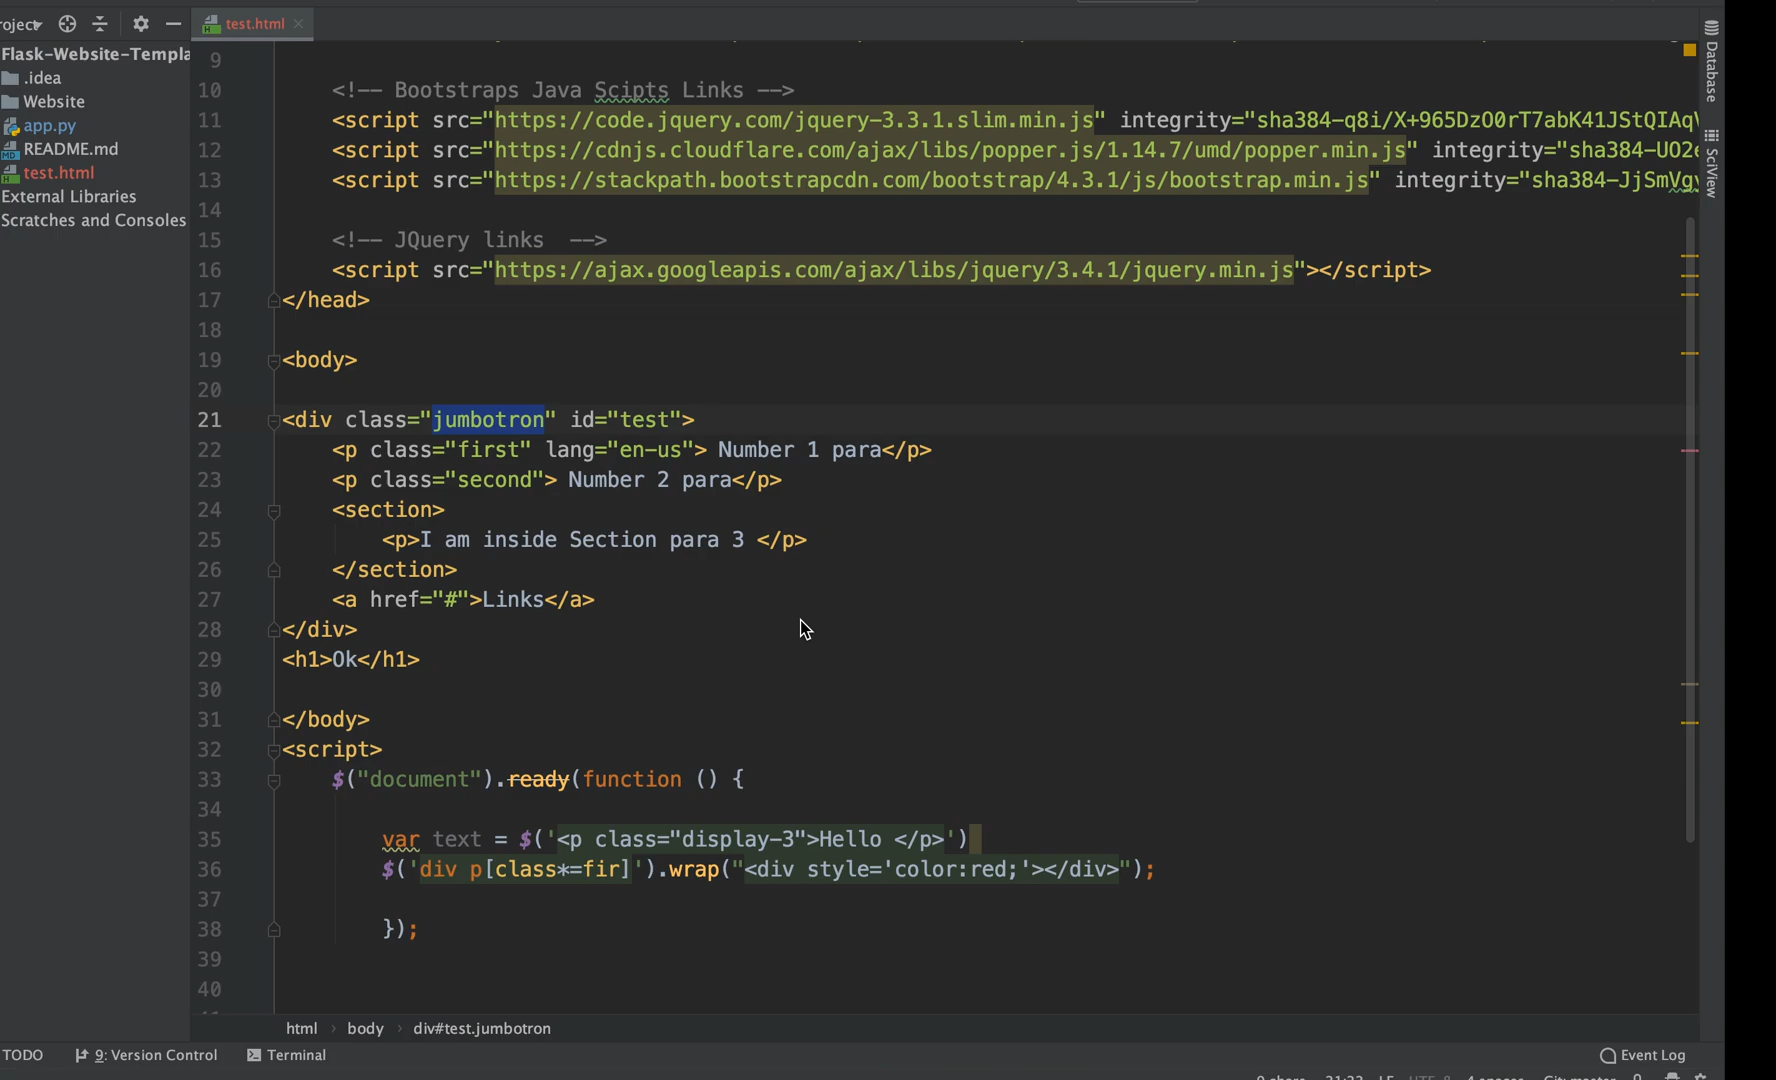 roject
test.html
Flask-Website-Templa
.idea
Website
app.py
README.md
test.html
External Libraries
Scratches and Consoles
9
10 <!-- Bootstraps Java Scipts Links -->
11 <script src="https://code.jquery.com/jquery-3.3.1.slim.min.js" integrity="sha384-q8i/X+965DzO0rT7abK41JStQIAqV
12 <script src="https://cdnjs.cloudflare.com/ajax/libs/popper.js/1.14.7/umd/popper.min.js" integrity="sha384-UO2e
13 <script src="https://stackpath.bootstrapcdn.com/bootstrap/4.3.1/js/bootstrap.min.js" integrity="sha384-JjSmVgy
14
15 <!-- JQuery links -->
16 <script src="https://ajax.googleapis.com/ajax/libs/jquery/3.4.1/jquery.min.js"></script>
17 </head>
18
19 <body>
20
21 <div class="jumbotron" id="test">
22 <p class="first" lang="en-us"> Number 1 para</p>
23 <p class="second"> Number 2 para</p>
24 <section>
25 <p>I am inside Section para 3 </p>
26 </section>
27 <a href="#">Links</a>
28 </div>
29 <h1>Ok</h1>
30
31 </body>
32 <script>
33 $("document").ready(function () {
34
35 var text = $('<p class="display-3">Hello </p>')
36 $('div p[class*=fir]').wrap("<div style='color:red;'></div>");
37
38 });
39
40
html › body › div#test.jumbotron
TODO 9: Version Control Terminal Event Log
Database
SciView